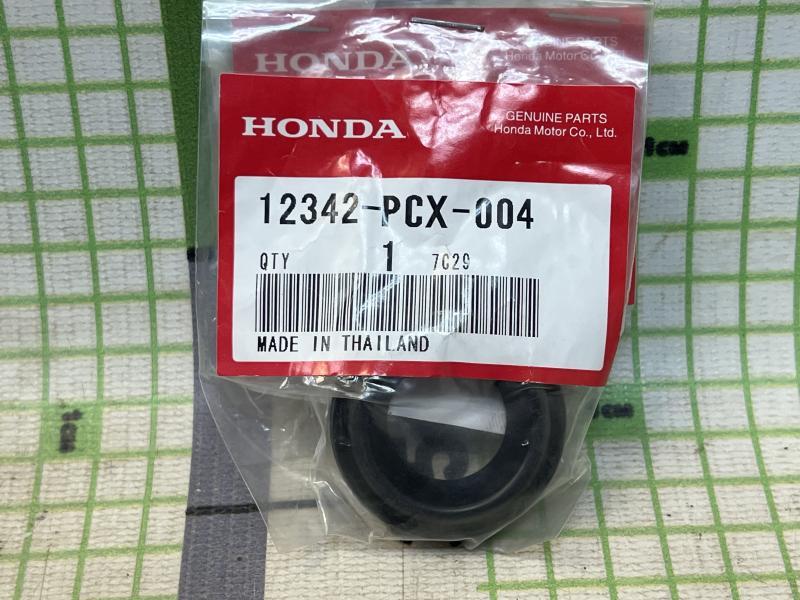 HONDA
GENUINE PARTS
Honda Motor Co.
HONDA
GENUINE PARTS
Honda Motor Co., Ltd.
12342-PCX-004
QTY 1 7C29
MADE IN THAILAND